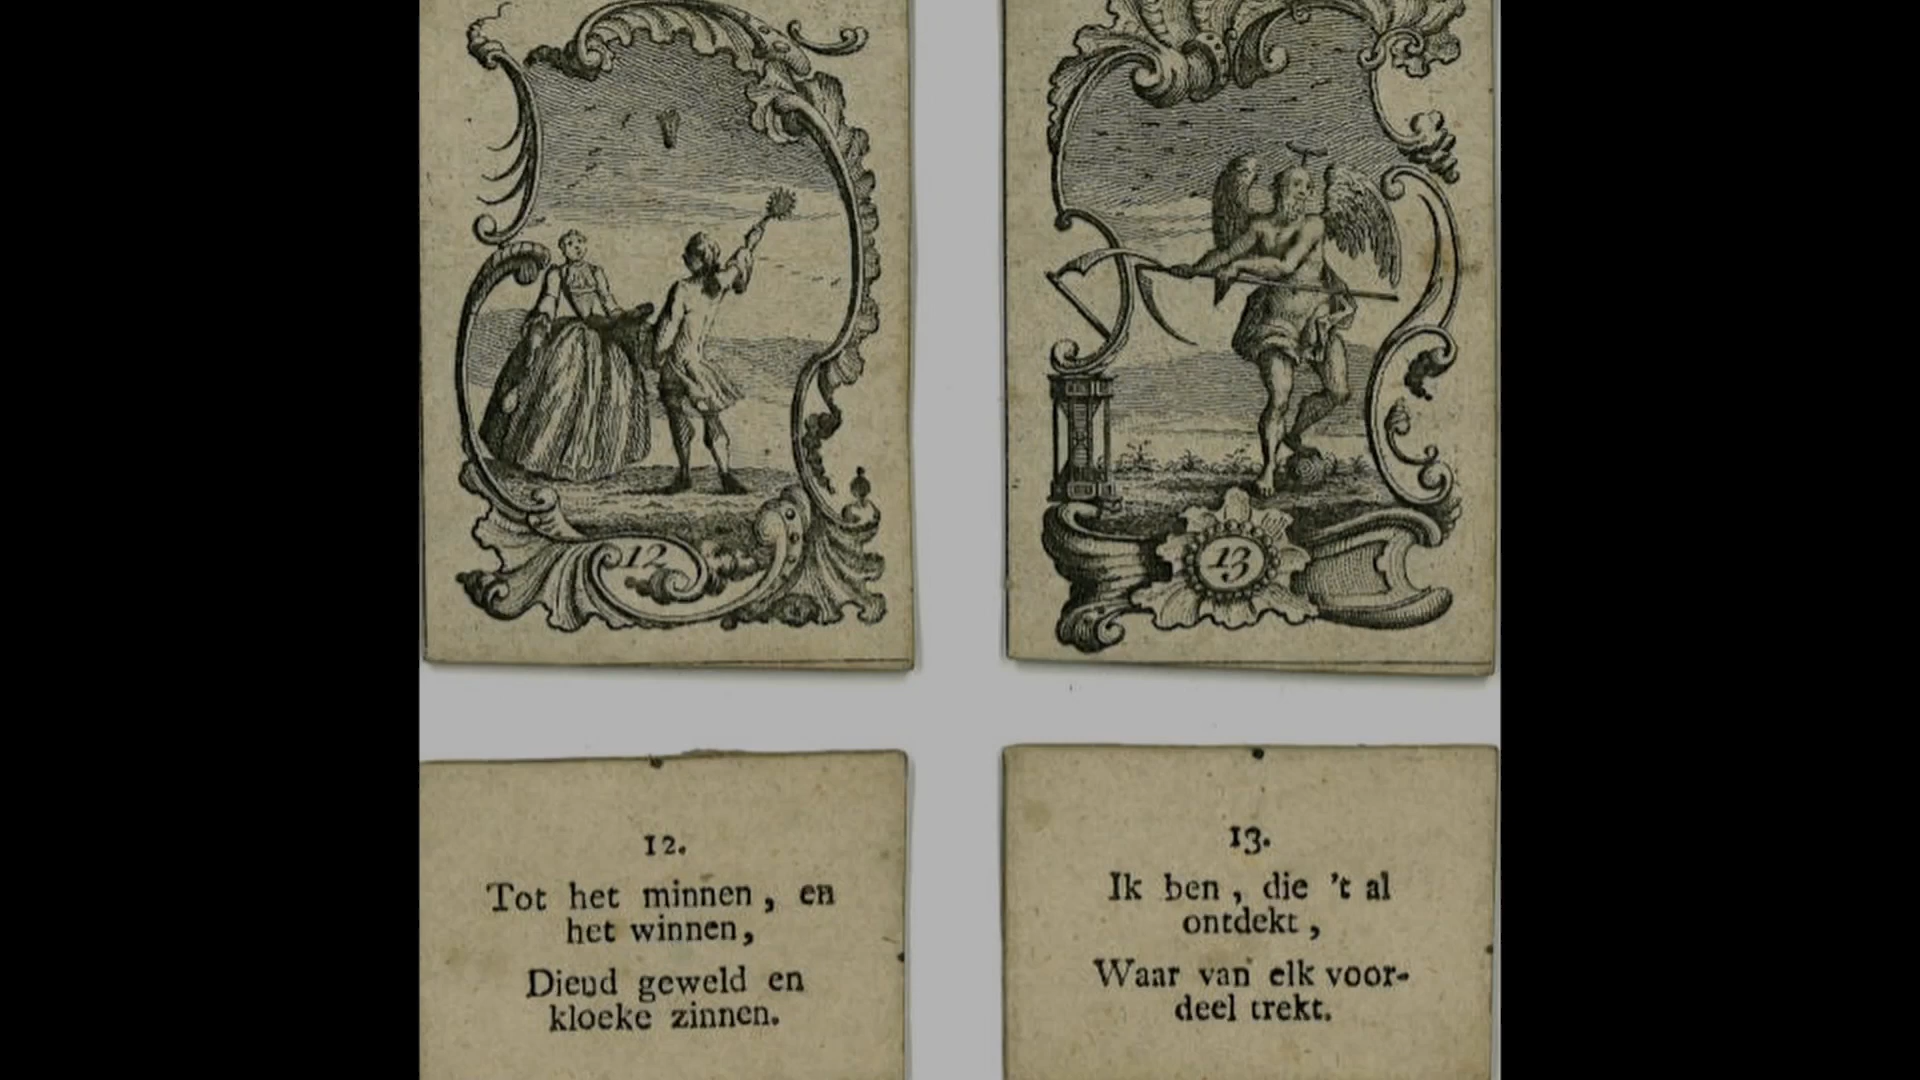 12
13
12.
Tot het minnen, en
het winnen,
Dieud geweld en
kloeke zinnen.
13.
Ik ben, die 't al
ontdekt,
Waar van elk voor-
deel trekt.